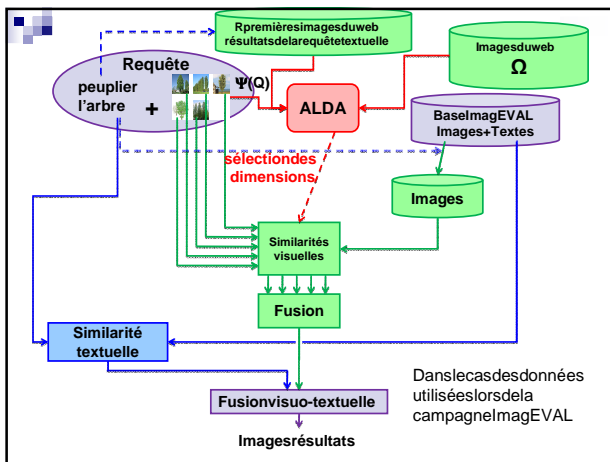 Rpremièresimagesduweb
résultatsdelarequêtetextuelle
Imagesduweb
Ω
Requête
peuplier
l'arbre
+
Ψ(Q)
ALDA
BaseImagEVAL
Images+Textes
sélectiondes
dimensions
Images
Similarités
visuelles
Fusion
Similarité
textuelle
Fusionvisuo-textuelle
Imagesrésultats
Danslecasdesdonnées
utiliséeslorsdela
campagneImagEVAL